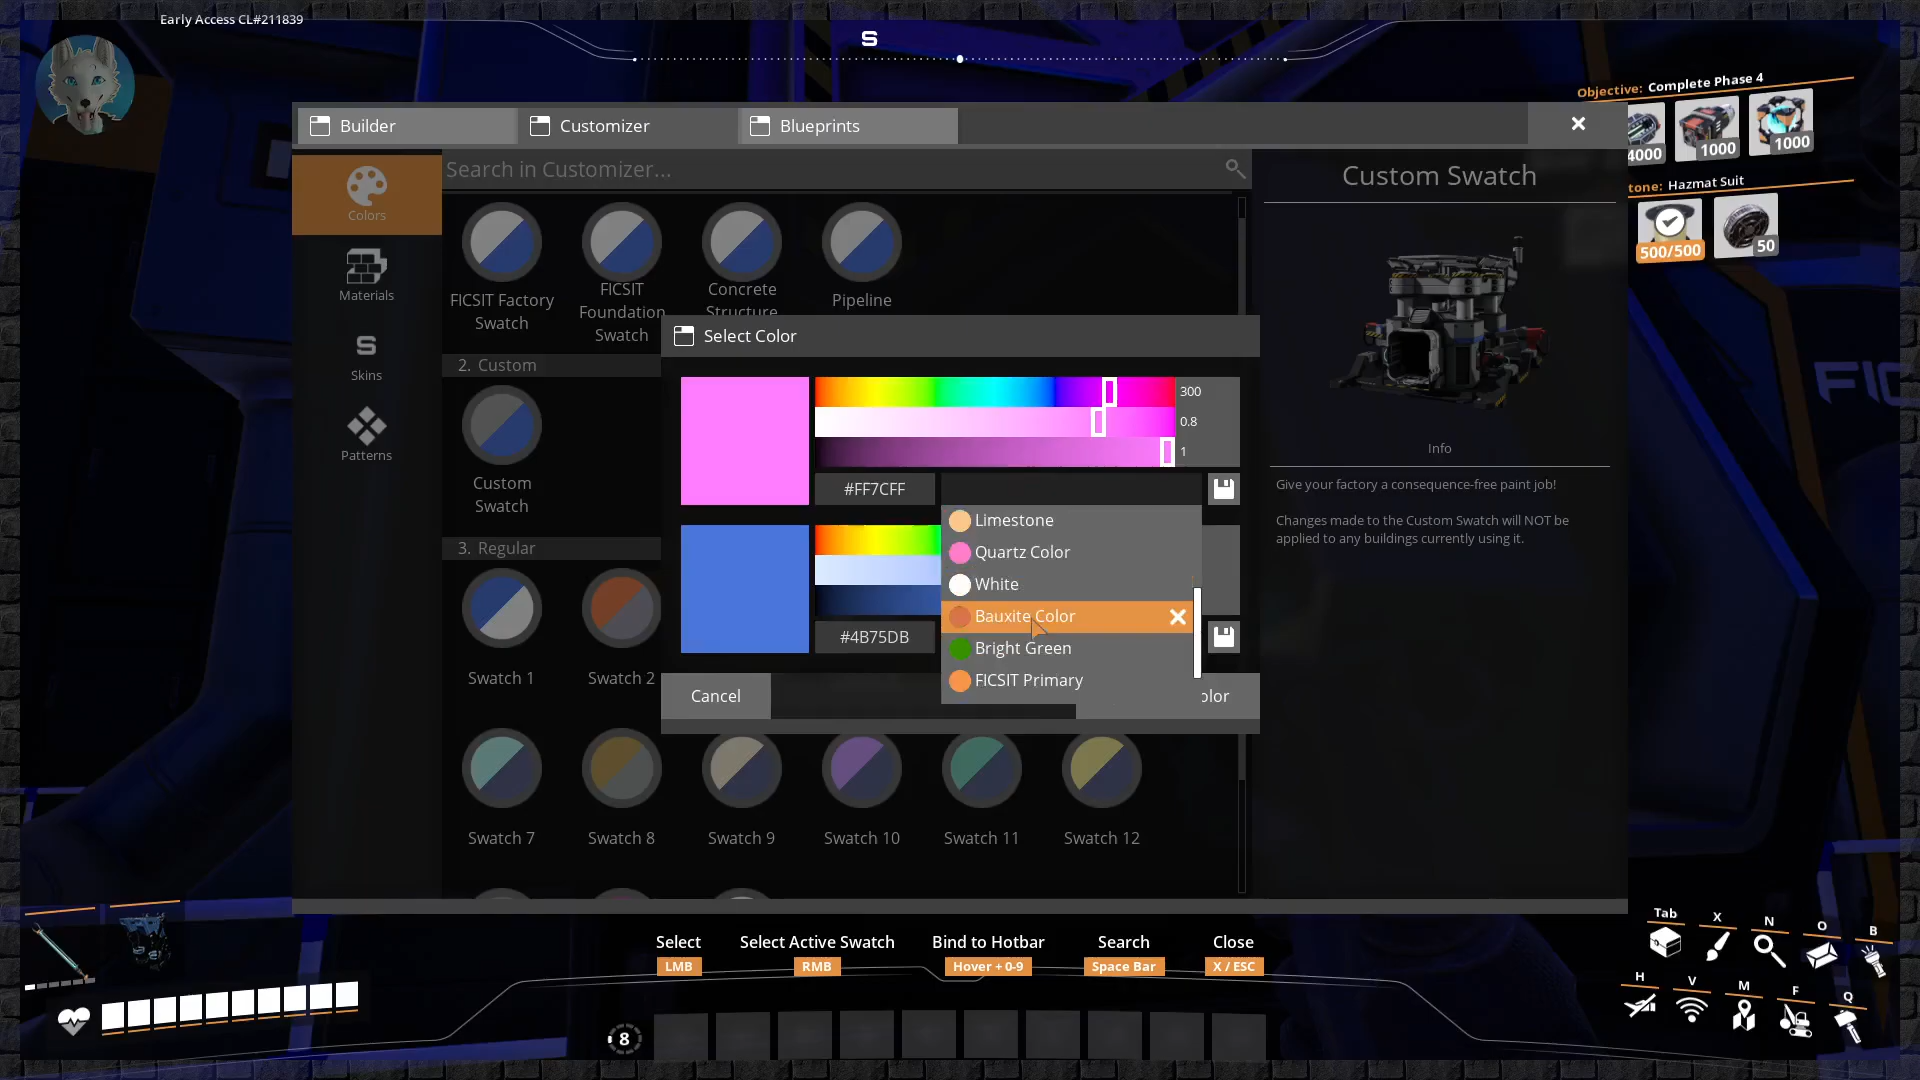 Early Access CL#211839
S
Objective: Complete Phase 4
4000
1000
1000
tone: Hazmat Suit
500/500
50
Builder
Customizer
Blueprints
Colors
Materials
Skins
Patterns
Search in Customizer...
FICSIT Factory
Swatch
FICSIT
Foundation
Swatch
Concrete
Structure
Pipeline
2. Custom
Custom
Swatch
3. Regular
Swatch 1
Swatch 2
Swatch 7
Swatch 8
Swatch 9
Swatch 10
Swatch 11
Swatch 12
Select Color
300
0.8
1
#FF7CFF
Limestone
Quartz Color
White
Bauxite Color
Bright Green
FICSIT Primary
#4B75DB
Cancel
olor
Custom Swatch
Info
Give your factory a consequence-free paint job!
Changes made to the Custom Swatch will NOT be
applied to any buildings currently using it.
FIC
Select
LMB
Select Active Swatch
RMB
Bind to Hotbar
Hover + 0-9
Search
Space Bar
Close
X / ESC
8
Tab
X
N
O
B
H
V
M
F
Q